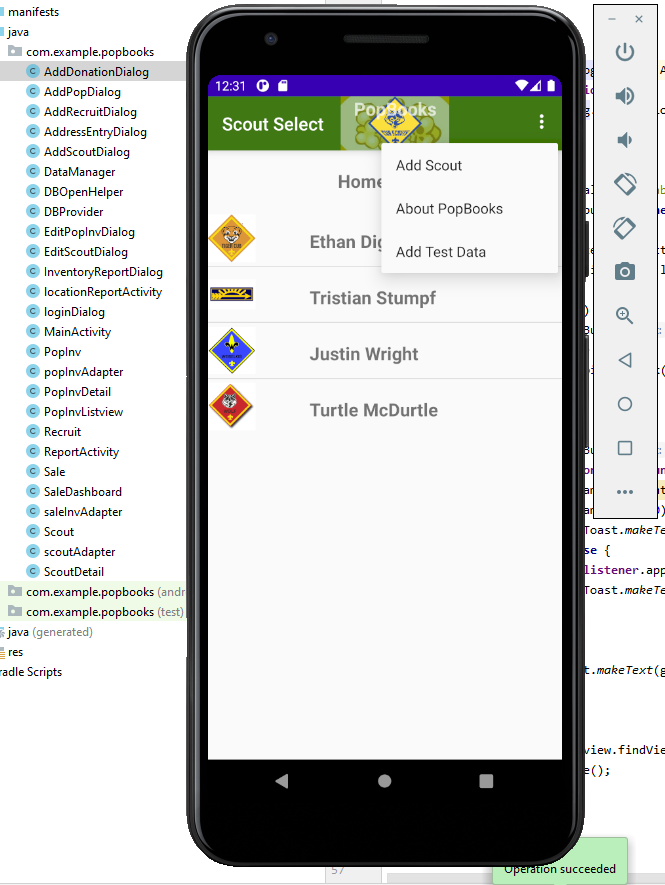 manifests
java
com.example.popbooks
AddDonationDialog
AddPopDialog
AddRecruitDialog
AddressEntryDialog
AddScoutDialog
DataManager
DBOpenHelper
DBProvider
EditPopInvDialog
EditScoutDialog
InventoryReportDialog
locationReportActivity
loginDialog
MainActivity
PopInv
popInvAdapter
PopInvDetail
PopInvListview
Recruit
ReportActivity
Sale
SaleDashboard
saleInvAdapter
Scout
scoutAdapter
ScoutDetail
com.example.popbooks (andr
com.example.popbooks (test)
java (generated)
res
radle Scripts
12:31
Scout Select
PopBooks
Add Scout
About PopBooks
Add Test Data
Home
Ethan Dig
Tristian Stumpf
Justin Wright
Turtle McDurtle
Toast.makeTe
se {
listener.app
Toast.makeTe
t.makeText(g
view.findVie
e();
57
Operation succeeded